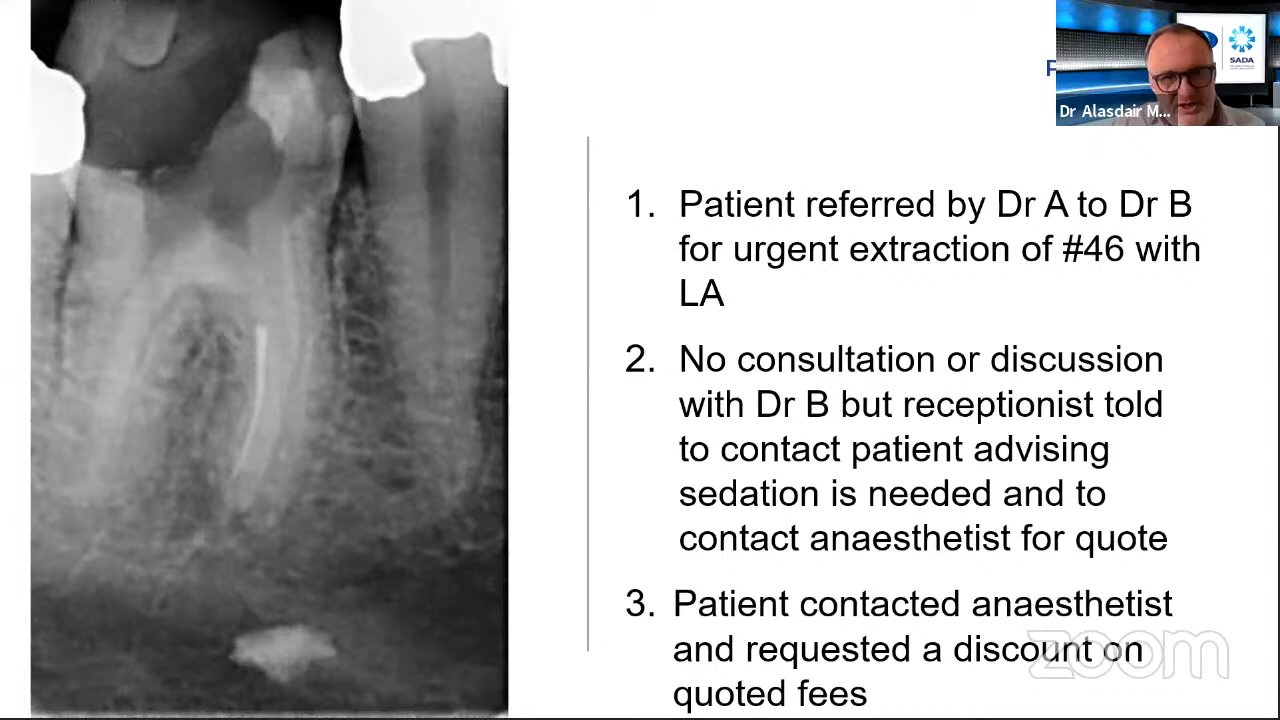 SADA
P
Dr Alasdair M...
1. Patient referred by Dr A to Dr B
for urgent extraction of #46 with
LA
2. No consultation or discussion
with Dr B but receptionist told
to contact patient advising
sedation is needed and to
contact anaesthetist for quote
3. Patient contacted anaesthetist
and requested a discount on
quoted fees
zoom